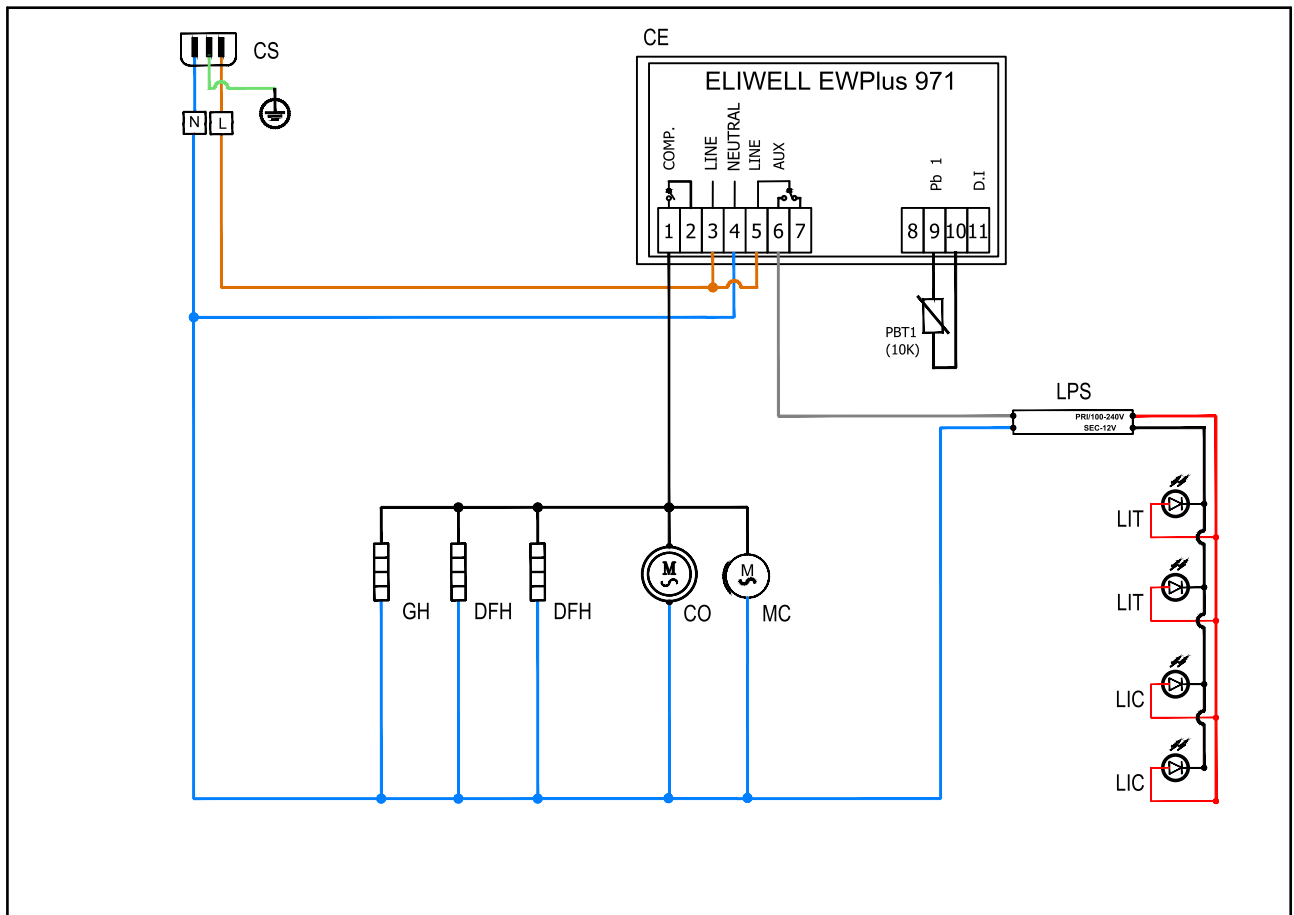 CS
CE
ELIWELL EWPlus 971
COMP.
LINE
NEUTRAL
LINE
AUX
Pb 1
D.I
N
L
1 2 3 4 5 6 7
8 9 10 11
PBT1
(10K)
LPS
PRI/100-240V
SEC-12V
LIT
LIT
LIC
LIC
M
M
GH
DFH
DFH
CO
MC